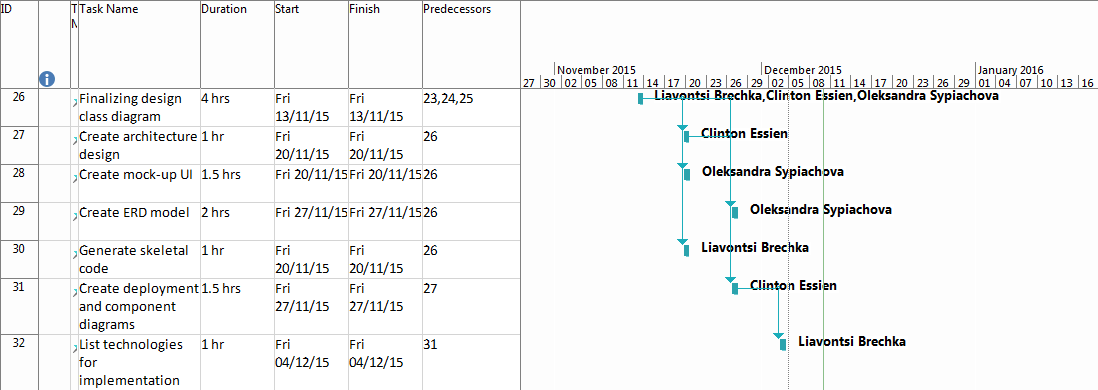 ID Task Name Duration Start Finish Predecessors
November 2015 December 2015 January 2016
27 30 02 05 08 11 14 17 20 23 26 29 02 05 08 11 14 17 20 23 26 29 01 04 07 10 13 16
26 Finalizing design 4 hrs Fri Fri 23,24,25 Liavontsi Brechka,Clinton Essien,Oleksandra Sypiachova
class diagram 13/11/15 13/11/15
27 Create architecture 1 hr Fri Fri 26 Clinton Essien
design 20/11/15 20/11/15
28 Create mock-up UI 1.5 hrs Fri 20/11/15 Fri 20/11/15 26 Oleksandra Sypiachova
29 Create ERD model 2 hrs Fri 27/11/15 Fri 27/11/15 26 Oleksandra Sypiachova
30 Generate skeletal 1 hr Fri Fri 26 Liavontsi Brechka
code 20/11/15 20/11/15
31 Create deployment 1.5 hrs Fri Fri 27 Clinton Essien
and component 27/11/15 27/11/15
diagrams
32 List technologies 1 hr Fri Fri 31 Liavontsi Brechka
for 04/12/15 04/12/15
implementation